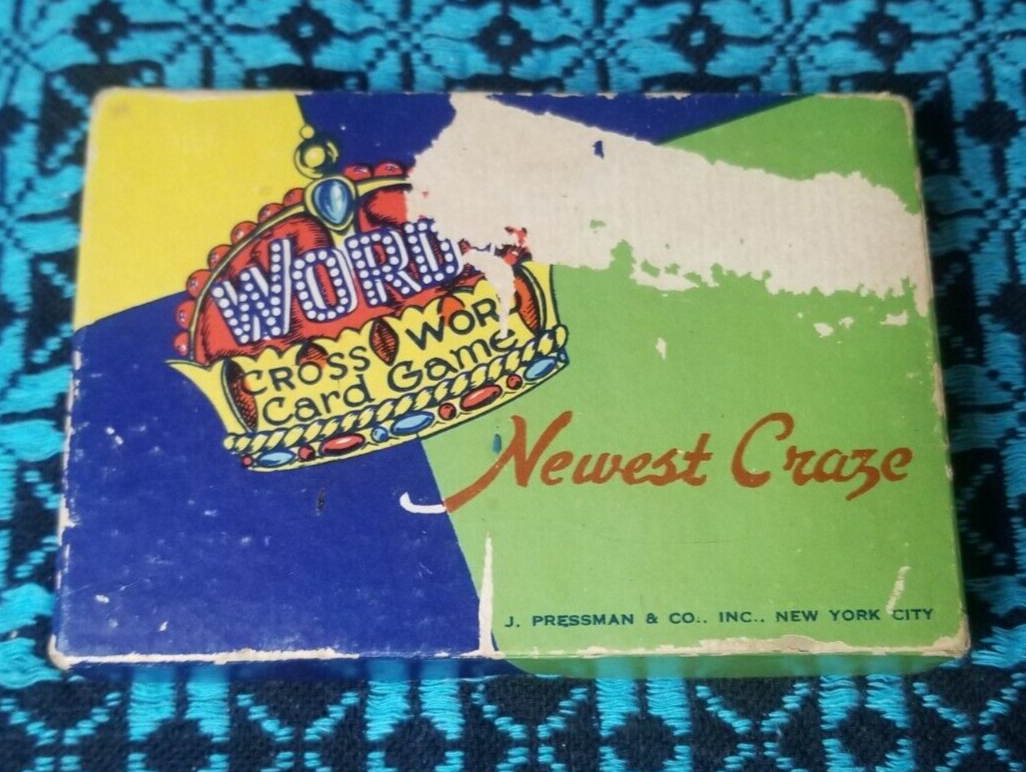 WORD
CROSS WOR
Card Game
Newest Craze
J. PRESSMAN & CO., INC., NEW YORK CITY